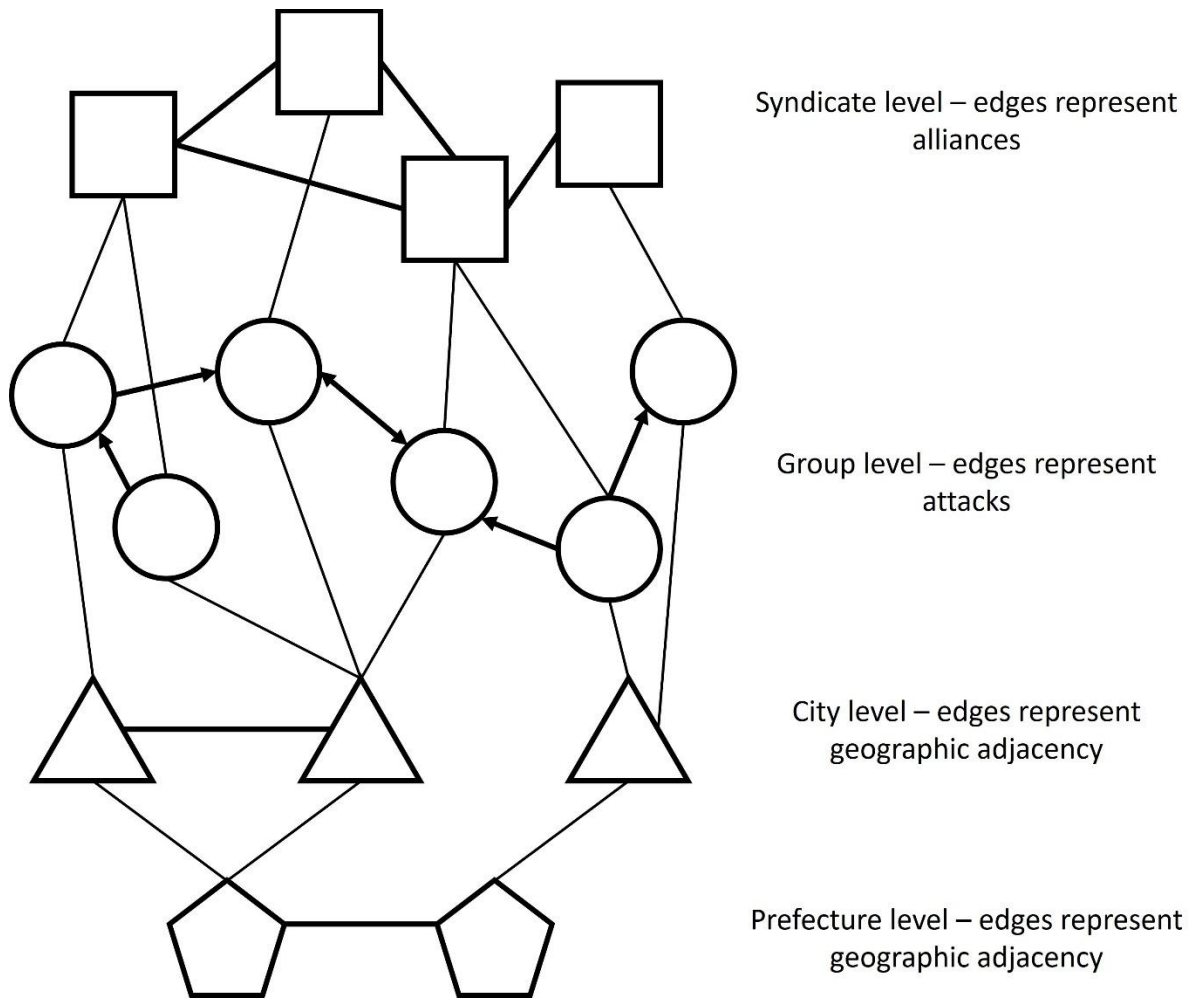 Syndicate level – edges represent
alliances
Group level – edges represent
attacks
City level – edges represent
geographic adjacency
Prefecture level – edges represent
geographic adjacency